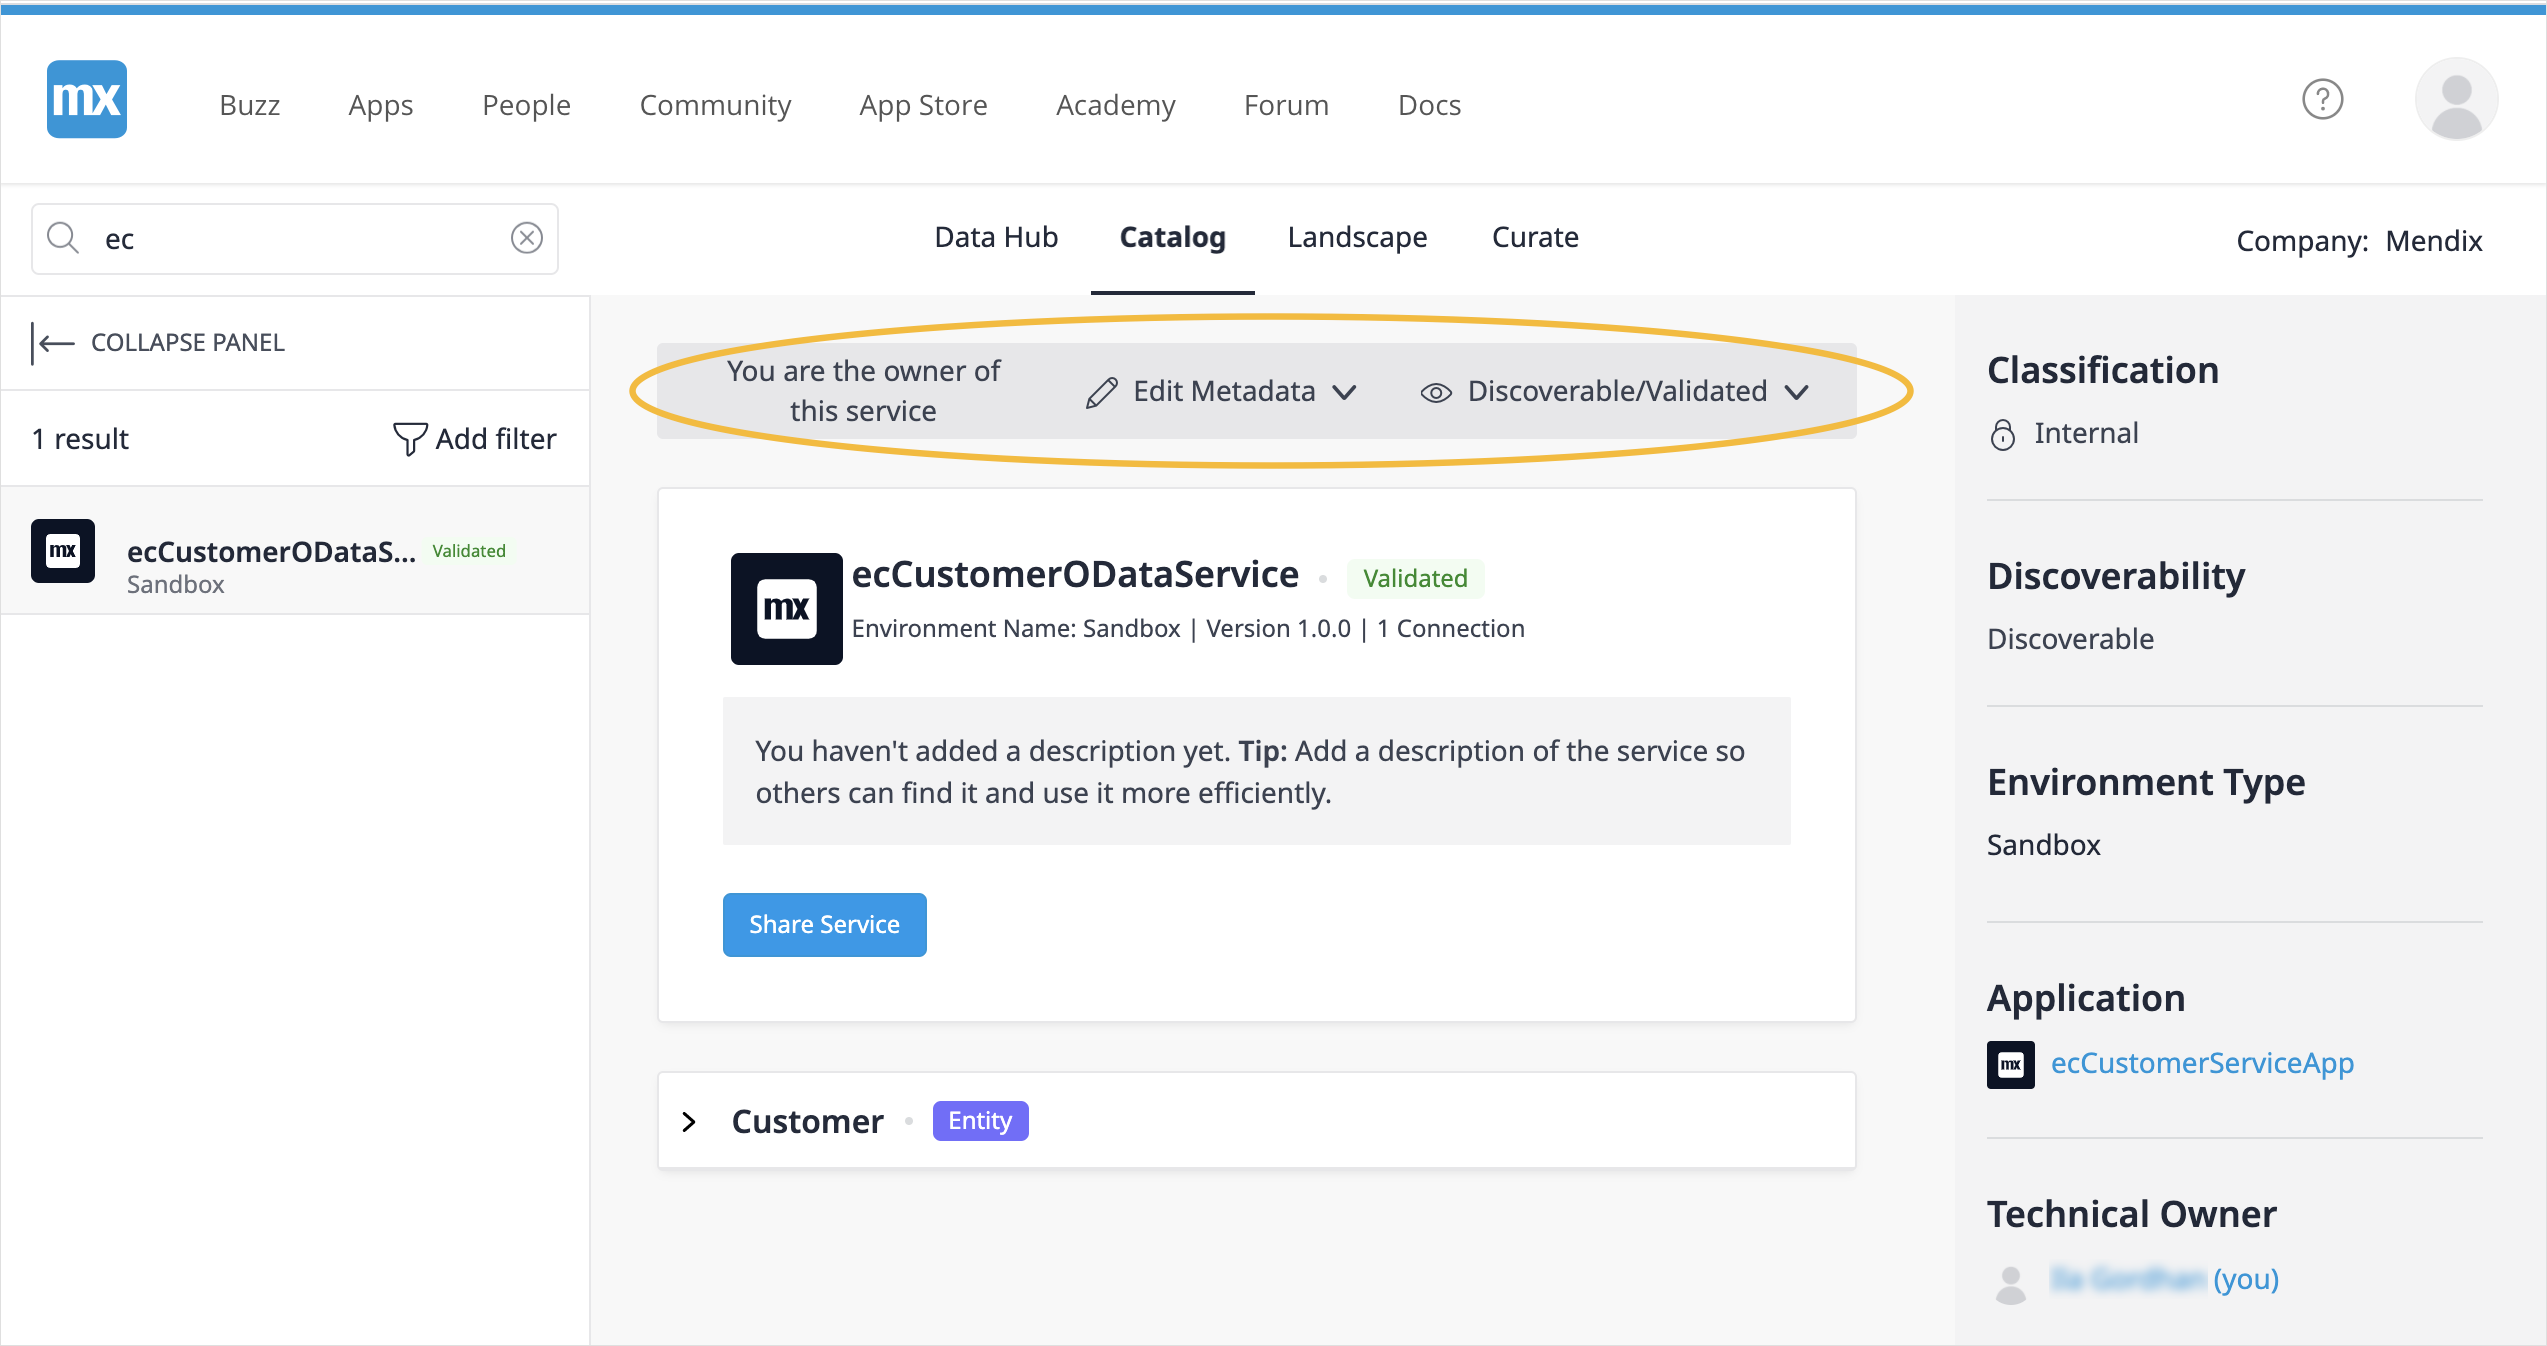 mx
Buzz
Apps
People
Community
App Store
Academy
Forum
Docs
?
ec
Data Hub
Catalog
Landscape
Curate
Company: Mendix
COLLAPSE PANEL
1 result
Add filter
mx
ecCustomerODataS...
Validated
Sandbox
You are the owner of
this service
Edit Metadata
Discoverable/Validated
mx
ecCustomerODataService
Validated
Environment Name: Sandbox | Version 1.0.0 | 1 Connection
You haven't added a description yet. Tip: Add a description of the service so
others can find it and use it more efficiently.
Share Service
Customer
Entity
Classification
Internal
Discoverability
Discoverable
Environment Type
Sandbox
Application
mx
ecCustomerServiceApp
Technical Owner
(you)